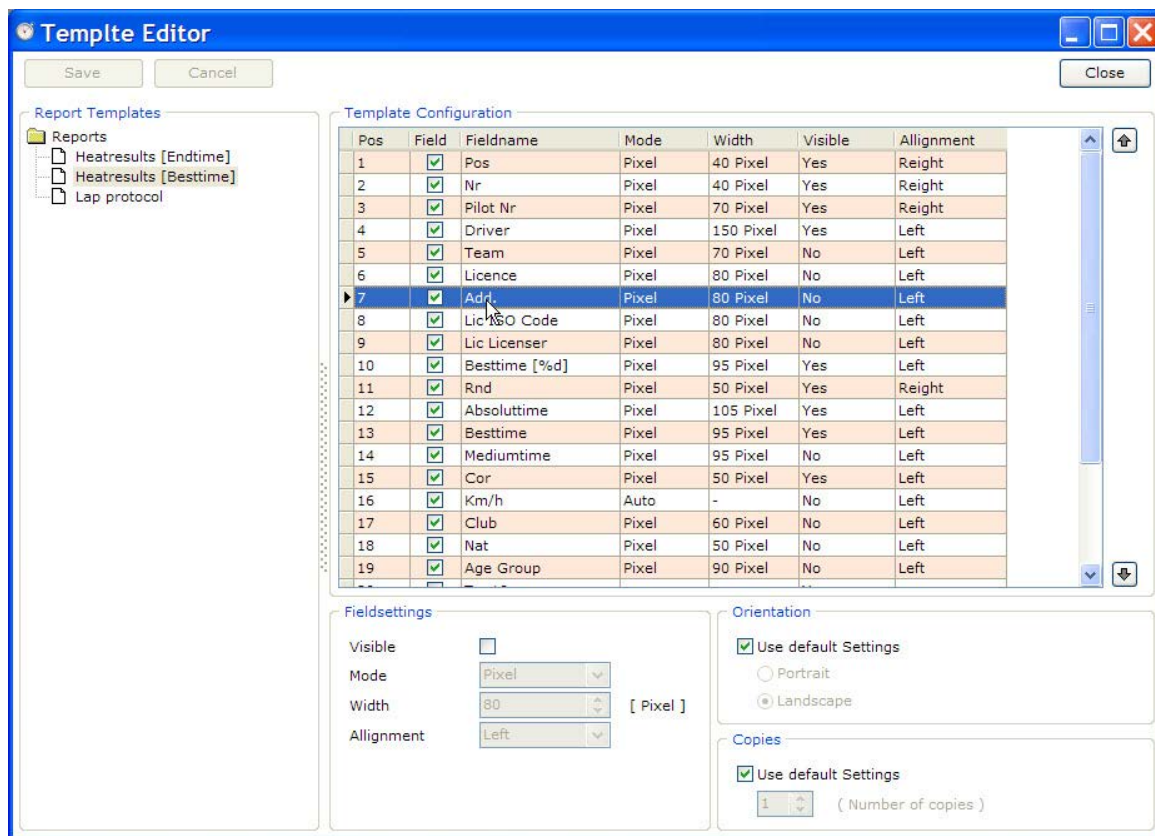 Templte Editor
Save Cancel Close
Report Templates
Reports
Heatresults [Endtime]
Heatresults [Besttime]
Lap protocol
Template Configuration
Pos Field Fieldname Mode Width Visible Allignment
1 Pos Pixel 40 Pixel Yes Reight
2 Nr Pixel 40 Pixel Yes Reight
3 Pilot Nr Pixel 70 Pixel Yes Reight
4 Driver Pixel 150 Pixel Yes Left
5 Team Pixel 70 Pixel No Left
6 Licence Pixel 80 Pixel No Left
7 Add. Pixel 80 Pixel No Left
8 Lic ISO Code Pixel 80 Pixel No Left
9 Lic Licenser Pixel 80 Pixel No Left
10 Besttime [%d] Pixel 95 Pixel Yes Left
11 Rnd Pixel 50 Pixel Yes Reight
12 Absoluttime Pixel 105 Pixel Yes Left
13 Besttime Pixel 95 Pixel Yes Left
14 Mediumtime Pixel 95 Pixel No Left
15 Cor Pixel 50 Pixel Yes Left
16 Km/h Auto - No Left
17 Club Pixel 60 Pixel No Left
18 Nat Pixel 50 Pixel No Left
19 Age Group Pixel 90 Pixel No Left
Fieldsettings
Visible
Mode Pixel
Width 80 [ Pixel ]
Allignment Left
Orientation
Use default Settings
Portrait
Landscape
Copies
Use default Settings
1 ( Number of copies )